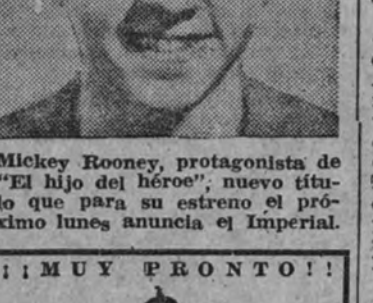 Mickey Rooney, protagonista de
"El hijo del héroe", nuevo títu-
lo que para su estreno el pró-
ximo lunes anuncia el Imperial.
¡¡MUY PRONTO!!